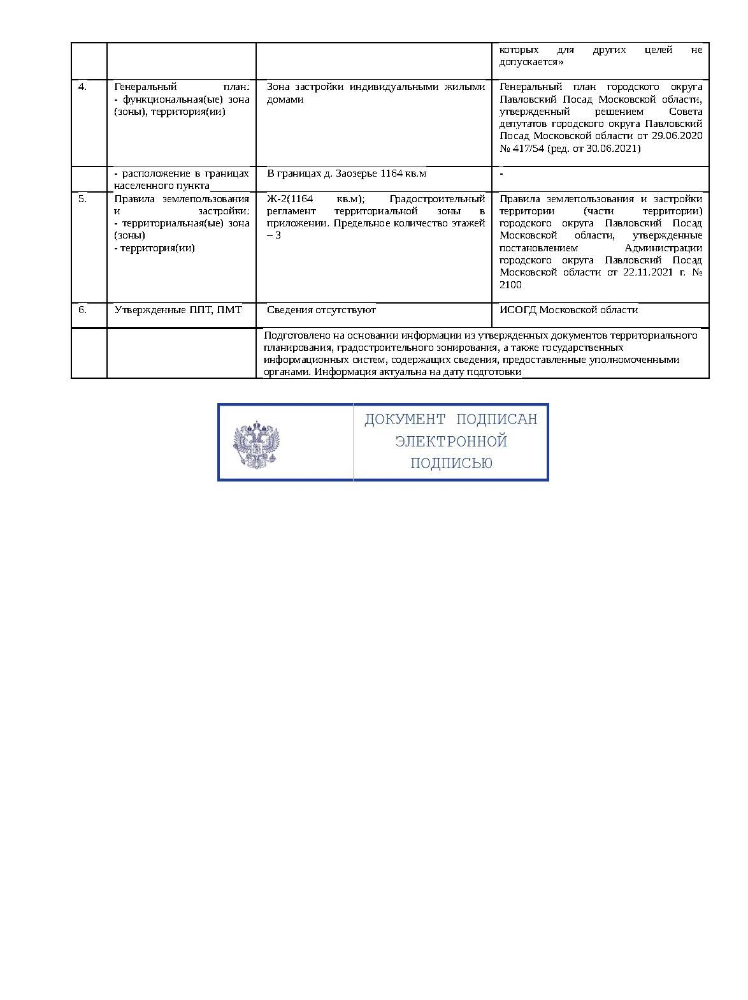 которых для других целей не
допускается»
4.
Генеральный план:
- функциональная(ые) зона
(зоны), территория(ии)
Зона застройки индивидуальными жилыми
домами
Генеральный план городского округа
Павловский Посад Московской области,
утвержденный решением Совета
депутатов городского округа Павловский
Посад Московской области от 29.06.2020
№ 417/54 (ред. от 30.06.2021)
- расположение в границах
населенного пункта
В границах д. Заозерье 1164 кв.м
-
5.
Правила землепользования
и застройки:
- территориальная(ые) зона
(зоны)
- территория(ии)
Ж-2(1164 кв.м); Градостроительный
регламент территориальной зоны в
приложении. Предельное количество этажей
– 3
Правила землепользования и застройки
территории (части территории)
городского округа Павловский Посад
Московской области, утвержденные
постановлением Администрации
городского округа Павловский Посад
Московской области от 22.11.2021 г. №
2100
6.
Утвержденные ППТ, ПМТ
Сведения отсутствуют
ИСОГД Московской области
Подготовлено на основании информации из утвержденных документов территориального
планирования, градостроительного зонирования, а также государственных
информационных систем, содержащих сведения, предоставленные уполномоченными
органами. Информация актуальна на дату подготовки
ДОКУМЕНТ ПОДПИСАН
ЭЛЕКТРОННОЙ
ПОДПИСЬЮ